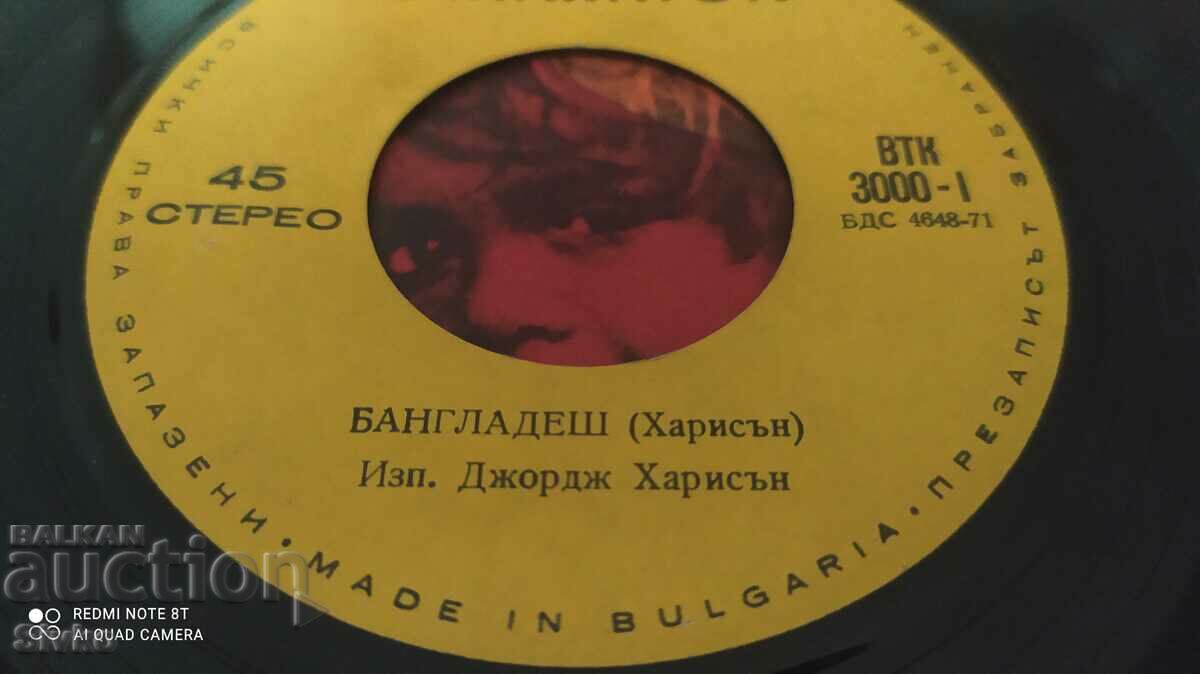 45
СТЕРЕО
ВТК
3000-1
БДС 4648-71
БАНГЛАДЕШ (Харисън)
Изп. Джордж Харисън
ВСИЧКИ ПРАВА ЗАПАЗЕНИ • MADE IN BULGARIA • ПРЕЗАПИСЪТ ЗАБРАНЕН
BALKAN
auction
REDMI NOTE 8T
AI QUAD CAMERA